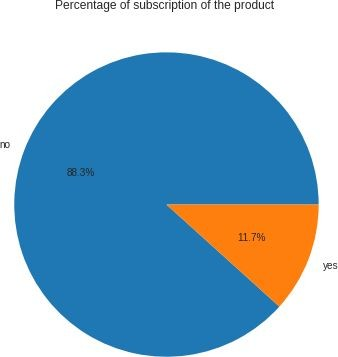 Percentage of subscription of the product
no
88.3%
11.7%
yes